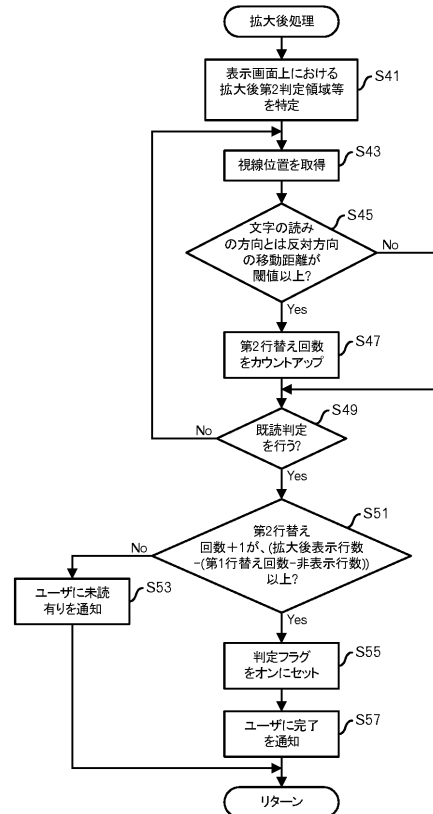 拡大後処理
表示画面上における
拡大後第2判定領域等
を特定
S41
視線位置を取得
S43
文字の読み
の方向とは反対方向
の移動距離が
閾値以上?
S45
No
Yes
第2行替え回数
をカウントアップ
S47
既読判定
を行う?
S49
No
Yes
第2行替え
回数+1が、(拡大後表示行数
-(第1行替え回数-非表示行数))
以上?
S51
No
Yes
ユーザに未読
有りを通知
S53
判定フラグ
をオンにセット
S55
ユーザに完了
を通知
S57
リターン